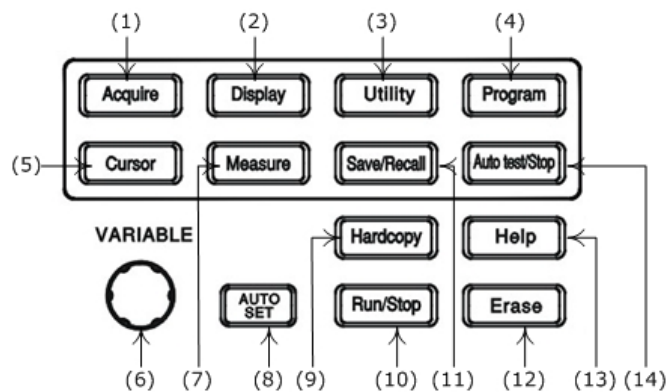 (1) (2) (3) (4)
Acquire Display Utility Program
(5) Cursor Measure Save/Recall Auto test/Stop
VARIABLE Hardcopy Help
AUTO SET Run/Stop Erase
(6) (7) (8) (9) (10) (11) (12) (13) (14)